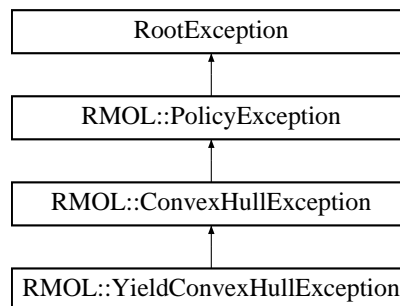 RootException
RMOL::PolicyException
RMOL::ConvexHullException
RMOL::YieldConvexHullException